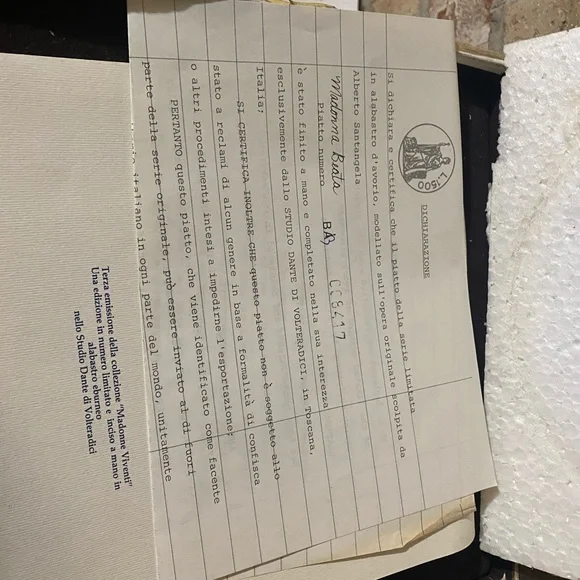 L.1500
DICHIARAZIONE
Si dichiara e certifica che il piatto della serie limitata
in alabastro d'avorio, modellato sull'opera originale scolpita da
Alberto Santangela
Madonna Beata
Piatto numero BA3 CC8417
è stato finito a mano e completato nella sua interezza
esclusivamente dallo STUDIO DANTE DI VOLTERADICI, in Toscana,
Italia;
SI CERTIFICA INOLTRE CHE questo piatto non è soggetto allo
stato a reclami di alcun genere in base a formalità di confisca
o altri procedimenti intesi a impedirne l'esportazione;
PERTANTO questo piatto, che viene identificato come facente
parte della serie originale, può essere inviato al di fuori
italiano in ogni parte del mondo, unitamente
Terza emissione della collezione "Madonne Viventi"
Una edizione in numero limitato e inciso a mano in
alabastro eburneo
nello Studio Dante di Volteradici